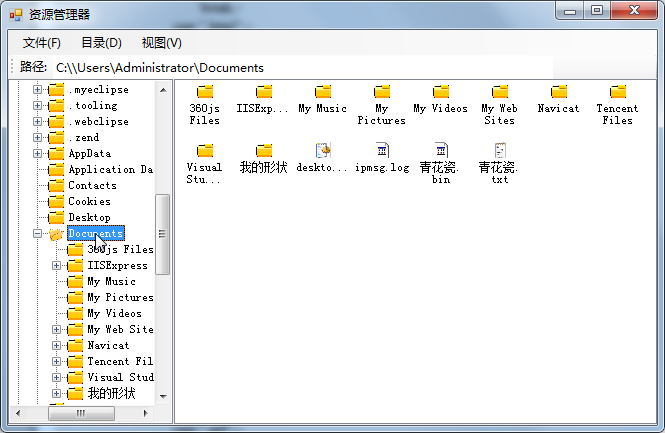 资源管理器
文件(F) 目录(D) 视图(V)
路径: C:\\Users\Administrator\Documents
.myeclipse
.tooling
.webclipse
.zend
AppData
Application Da
Contacts
Cookies
Desktop
Documents
360js Files
IISExpress
My Music
My Pictures
My Videos
My Web Site
Navicat
Tencent Fil
Visual Stud
我的形状
360js Files
IISExp...
My Music
My Pictures
My Videos
My Web Sites
Navicat
Tencent Files
Visual Stu...
我的形状
deskto...
ipmsg.log
青花瓷.bin
青花瓷.txt